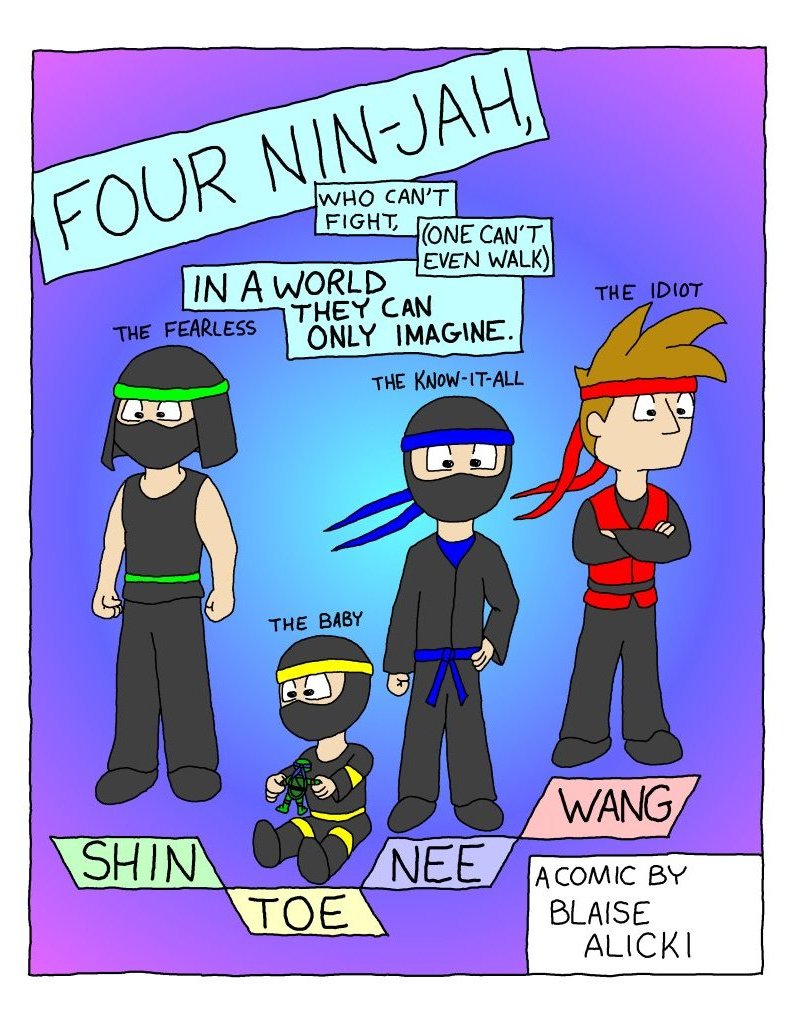 FOUR NIN-JAH,
WHO CAN'T
FIGHT,
(ONE CAN'T
EVEN WALK)
IN A WORLD
THEY CAN
ONLY IMAGINE.
THE FEARLESS
THE BABY
THE KNOW-IT-ALL
THE IDIOT
SHIN
TOE
NEE
WANG
A COMIC BY
BLAISE
ALICKI